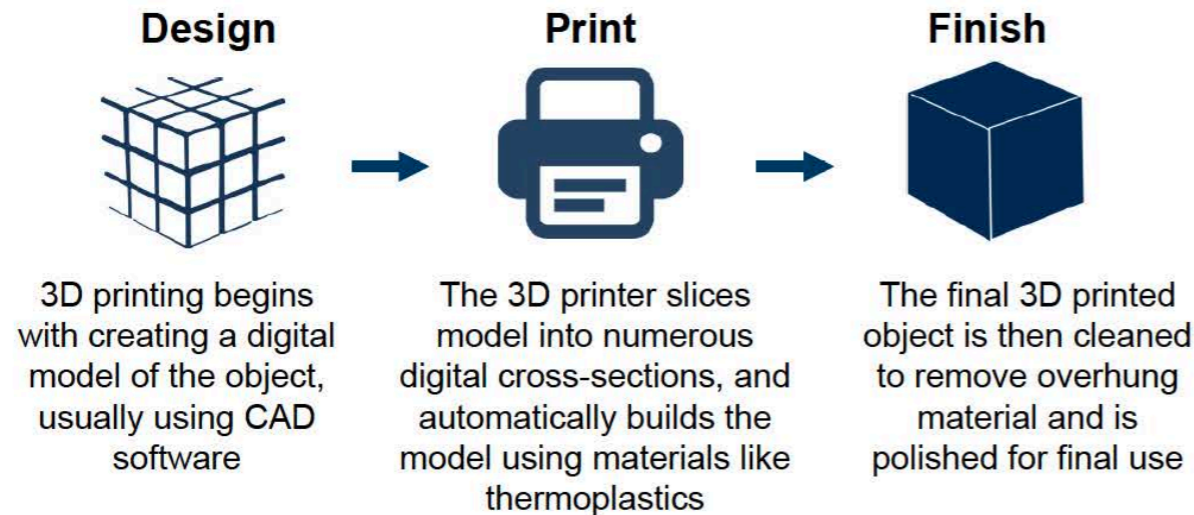 Design
3D printing begins
with creating a digital
model of the object,
usually using CAD
software
Print
The 3D printer slices
model into numerous
digital cross-sections, and
automatically builds the
model using materials like
thermoplastics
Finish
The final 3D printed
object is then cleaned
to remove overhung
material and is
polished for final use